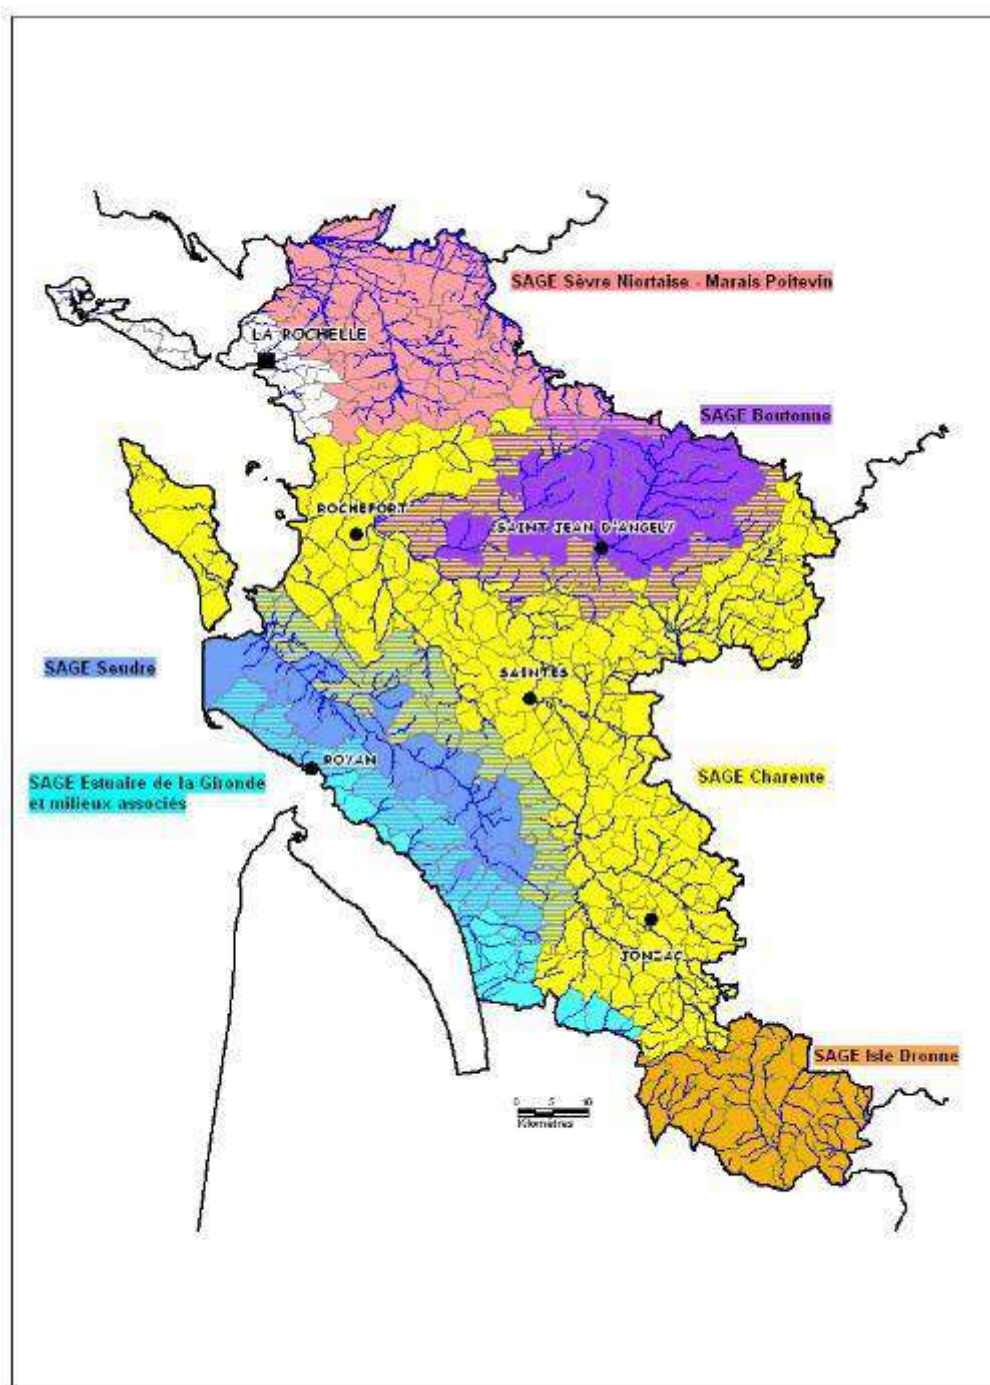 SAGE Sèvre Niortaise - Marais Poitevin
LA ROCHELLE
SAGE Boutonne
ROCHEFORT
SAINT JEAN D'ANGELY
SAGE Seudre
SAINTES
ROYAN
SAGE Estuaire de la Gironde
et milieux associés
SAGE Charente
JONZAC
SAGE Isle Dronne
0 5 10
Kilomètres